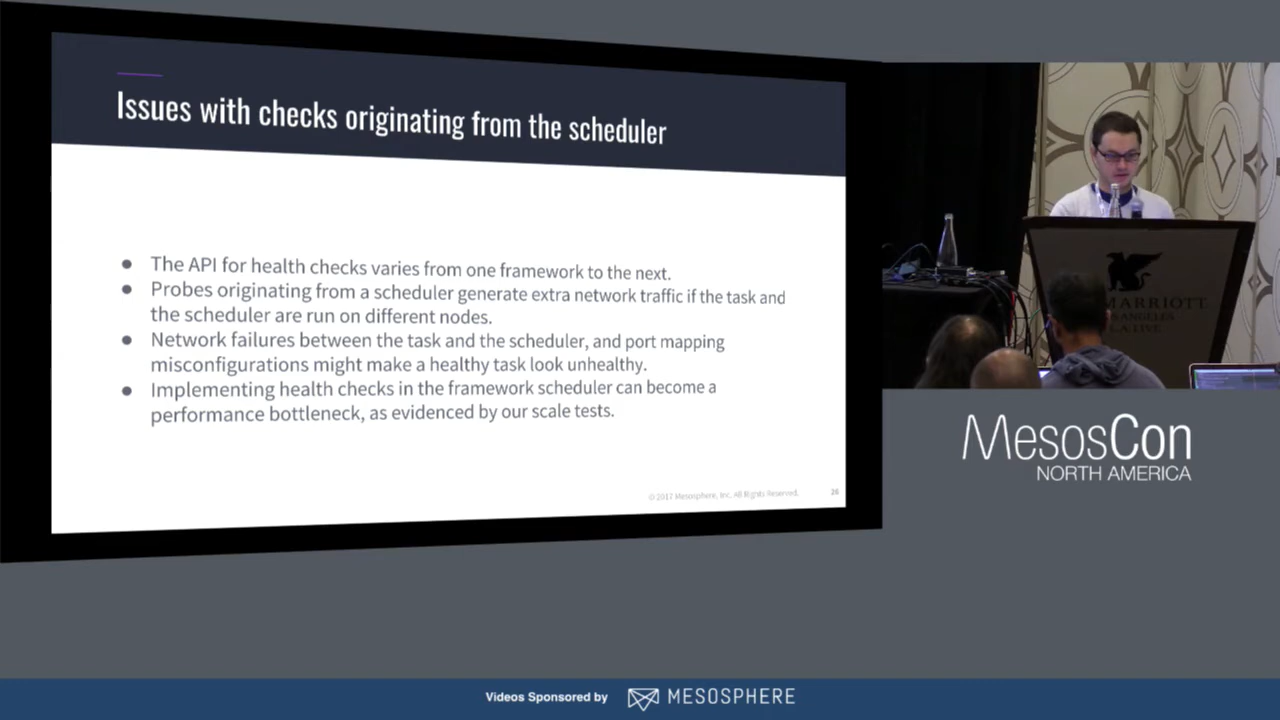 Issues with checks originating from the scheduler
● The API for health checks varies from one framework to the next.
● Probes originating from a scheduler generate extra network traffic if the task and
the scheduler are run on different nodes.
● Network failures between the task and the scheduler, and port mapping
misconfigurations might make a healthy task look unhealthy.
● Implementing health checks in the framework scheduler can become a
performance bottleneck, as evidenced by our scale tests.
© 2017 Mesosphere, Inc. All Rights Reserved.
26
MARRIOTT
L.A. LIVE
MesosCon
NORTH AMERICA
Videos Sponsored by
MESOSPHERE